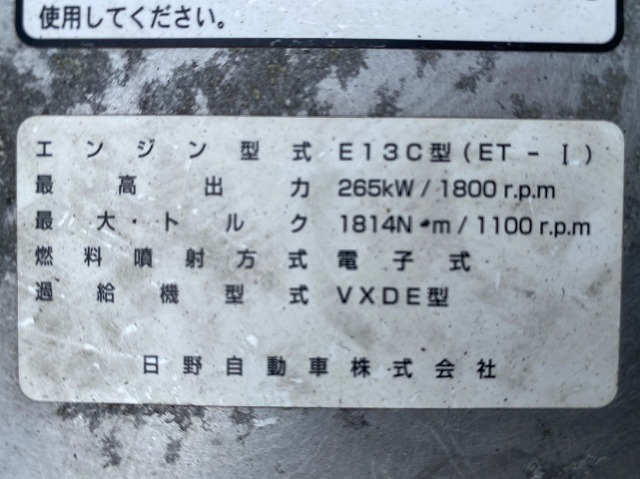 使用してください。
エンジン型式 E13C型(ET-I)
最高出力 265kW/1800r.p.m
最大・トルク 1814N・m/1100r.p.m
燃料噴射方式 電子式
過給機型式 VXDE型
日野自動車株式会社